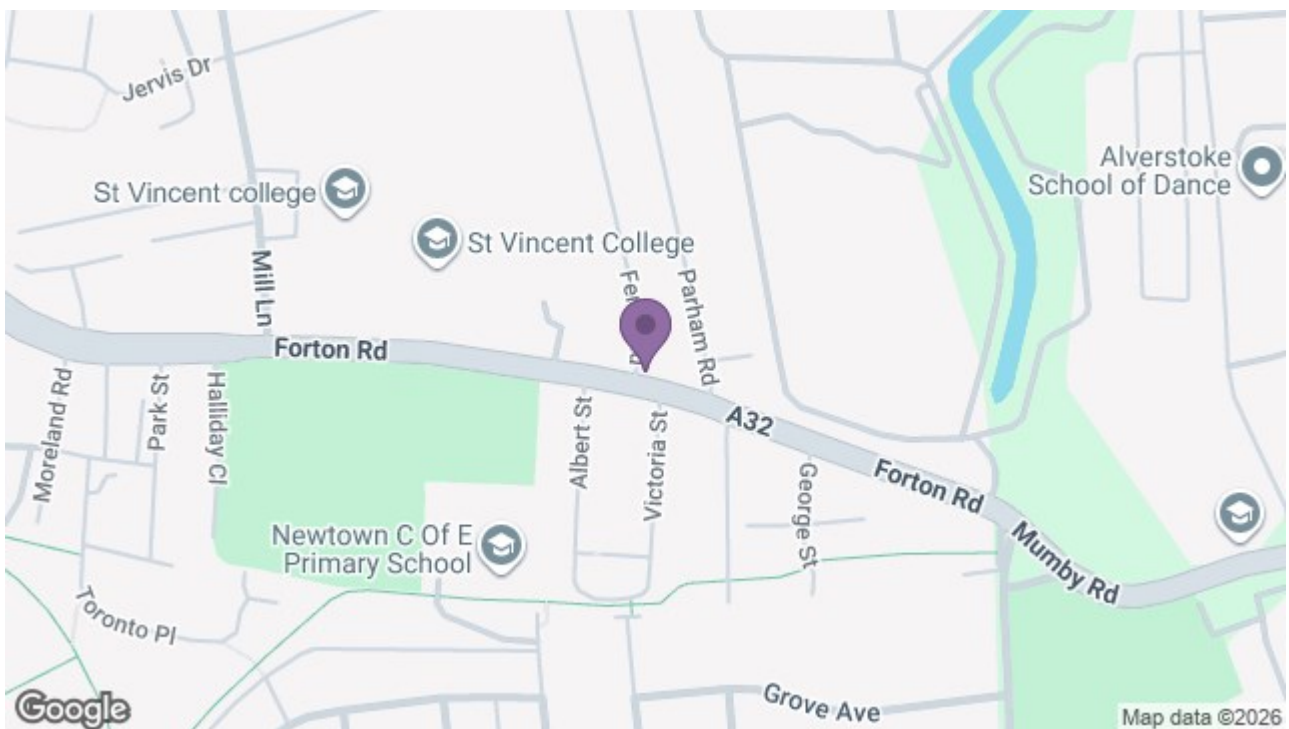 Jervis Dr
St Vincent college
St Vincent College
Alverstoke
School of Dance
Mill Ln
Parham Rd
Forton Rd
A32
Forton Rd
Mumby Rd
Moreland Rd
Park St
Halliday Cl
Albert St
Victoria St
George St
Newtown C Of E
Primary School
Toronto Pl
Grove Ave
Google
Map data ©2026